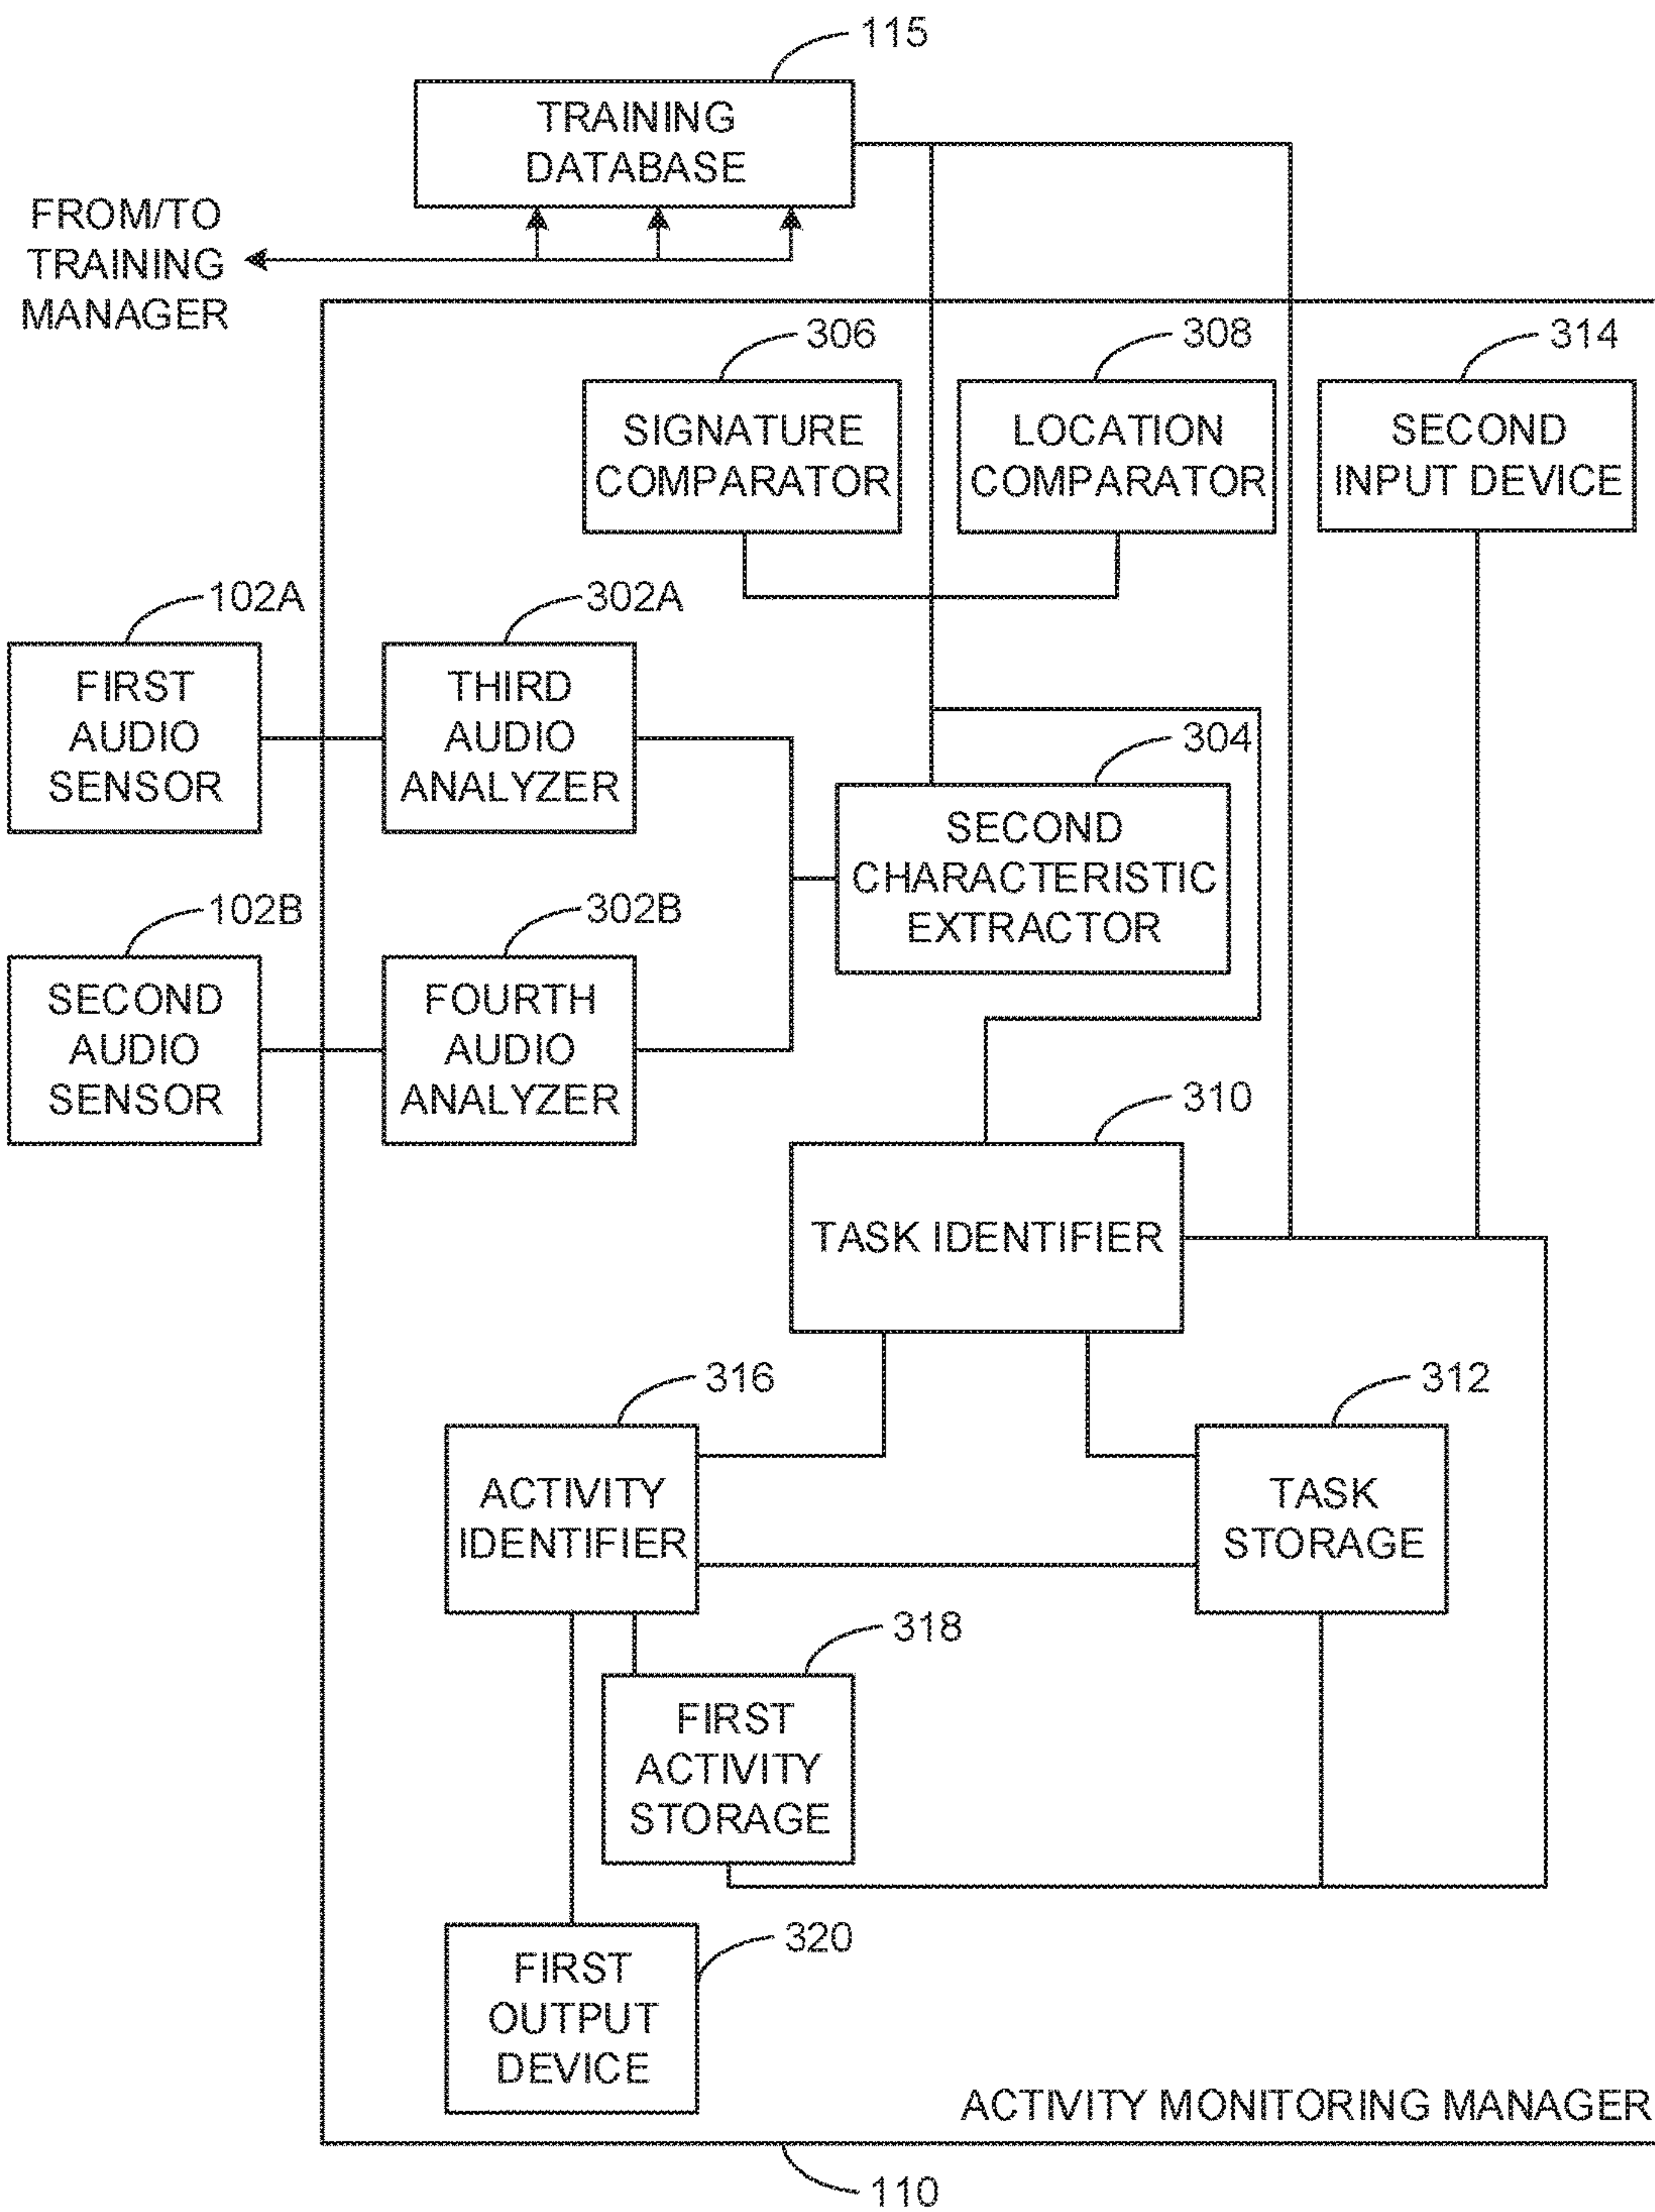 115
TRAINING
DATABASE
FROM/TO
TRAINING
MANAGER
306
308
314
SIGNATURE
COMPARATOR
LOCATION
COMPARATOR
SECOND
INPUT DEVICE
102A
302A
FIRST
AUDIO
SENSOR
THIRD
AUDIO
ANALYZER
304
SECOND
CHARACTERISTIC
EXTRACTOR
102B
302B
SECOND
AUDIO
SENSOR
FOURTH
AUDIO
ANALYZER
310
TASK IDENTIFIER
316
312
ACTIVITY
IDENTIFIER
TASK
STORAGE
318
FIRST
ACTIVITY
STORAGE
320
FIRST
OUTPUT
DEVICE
ACTIVITY MONITORING MANAGER
110